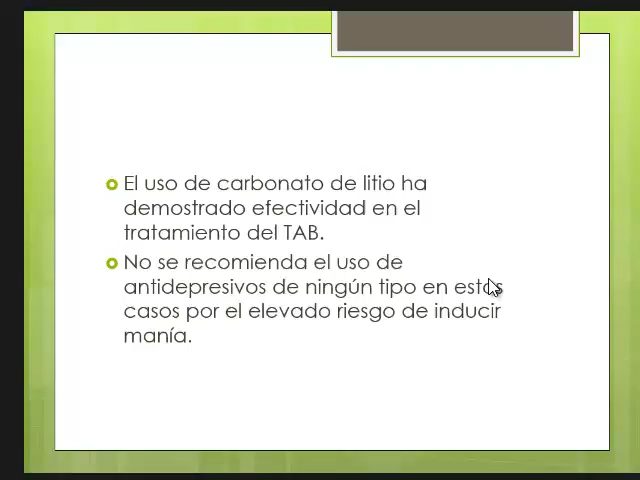 El uso de carbonato de litio ha
demostrado efectividad en el
tratamiento del TAB.
No se recomienda el uso de
antidepresivos de ningún tipo en estos
casos por el elevado riesgo de inducir
manía.